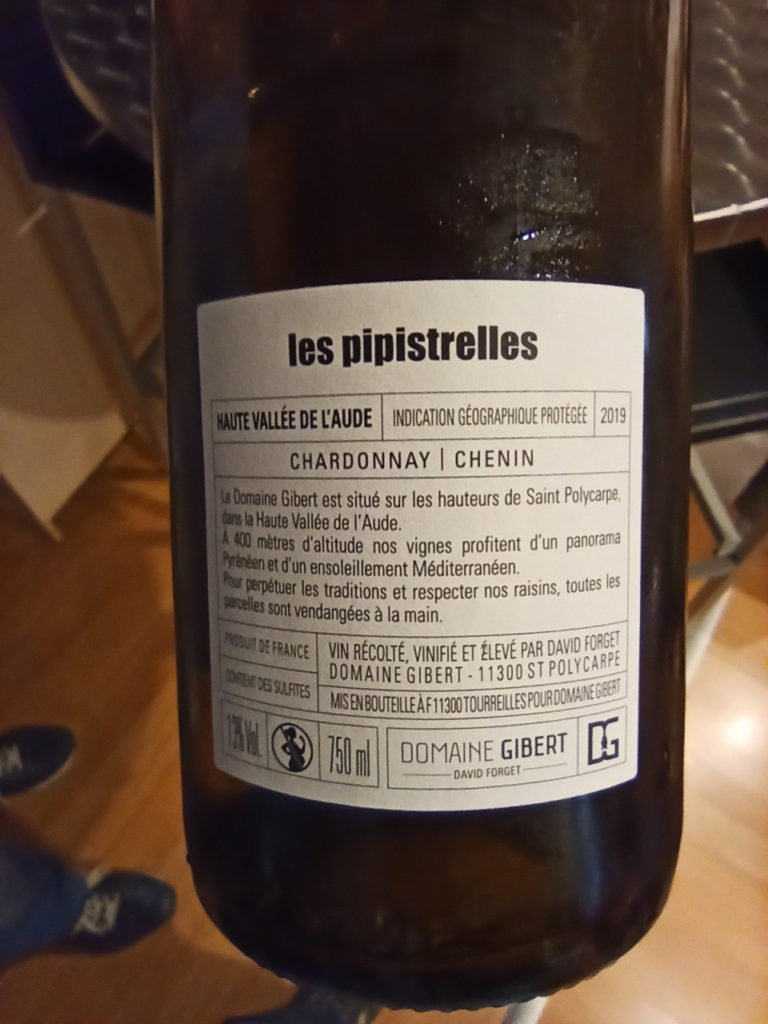 les pipistrelles
HAUTE VALLÉE DE L'AUDE INDICATION GÉOGRAPHIQUE PROTÉGÉE 2019
CHARDONNAY | CHENIN
Le Domaine Gibert est situé sur les hauteurs de Saint Polycarpe,
dans la Haute Vallée de l'Aude.
À 400 mètres d'altitude nos vignes profitent d'un panorama
Pyrénéen et d'un ensoleillement Méditerranéen.
Pour perpétuer les traditions et respecter nos raisins, toutes les
parcelles sont vendangées à la main.
PRODUIT DE FRANCE
CONTIENT DES SULFITES
VIN RÉCOLTÉ, VINIFIÉ ET ÉLEVÉ PAR DAVID FORGET
DOMAINE GIBERT - 11300 ST POLYCARPE
MIS EN BOUTEILLE À F 11300 TOURREILLES POUR DOMAINE GIBERT
13% Vol. 750 ml
DOMAINE GIBERT
DAVID FORGET
DG